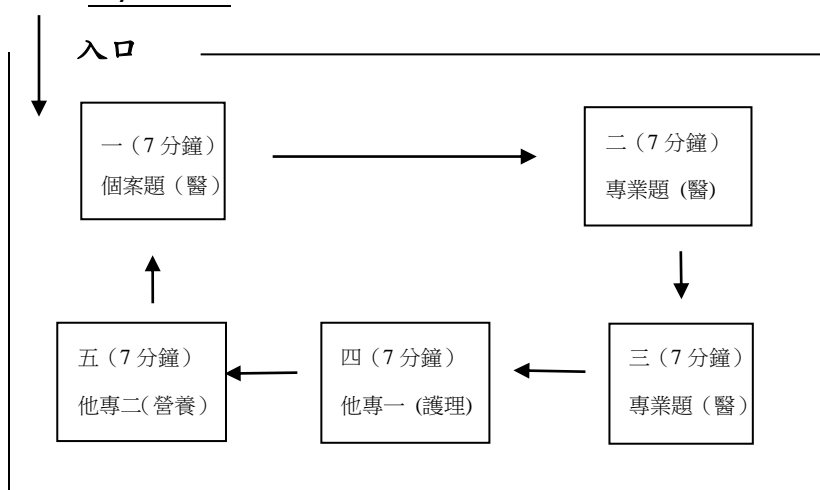 入口
一（7 分鐘）
個案題（醫）
二（7 分鐘）
專業題 (醫)
三（7 分鐘）
專業題（醫）
四（7 分鐘）
他專一 (護理)
五（7 分鐘）
他專二(營養）